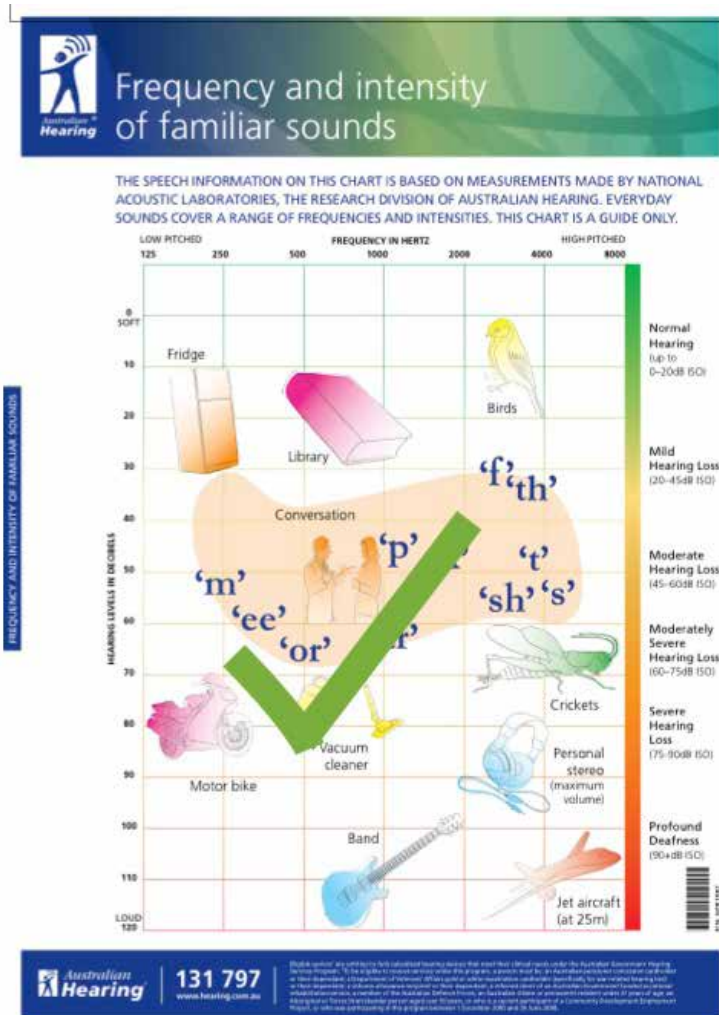 Australian
Hearing
Frequency and intensity
of familiar sounds
THE SPEECH INFORMATION ON THIS CHART IS BASED ON MEASUREMENTS MADE BY NATIONAL
ACOUSTIC LABORATORIES, THE RESEARCH DIVISION OF AUSTRALIAN HEARING. EVERYDAY
SOUNDS COVER A RANGE OF FREQUENCIES AND INTENSITIES. THIS CHART IS A GUIDE ONLY.
LOW PITCHED FREQUENCY IN HERTZ HIGH PITCHED
125 250 500 1000 2000 4000 8000
FREQUENCY AND INTENSITY OF FAMILIAR SOUNDS
HEARING LEVELS IN DECIBELS
0
SOFT
10
20
30
40
50
60
70
80
90
100
110
LOUD
120
Fridge
Library
Birds
Conversation
‘f’
‘th’
‘p’
‘t’
‘m’
‘sh’ ‘s’
‘ee’
‘or’
Crickets
Motor bike
Vacuum
cleaner
Personal
stereo
(maximum
volume)
Band
Jet aircraft
(at 25m)
Normal
Hearing
(up to
0–20dB ISO)
Mild
Hearing Loss
(20–45dB ISO)
Moderate
Hearing Loss
(45–60dB ISO)
Moderately
Severe
Hearing Loss
(60–75dB ISO)
Severe
Hearing
Loss
(75-90dB ISO)
Profound
Deafness
(90+dB ISO)
Australian
Hearing
131 797
www.hearing.com.au